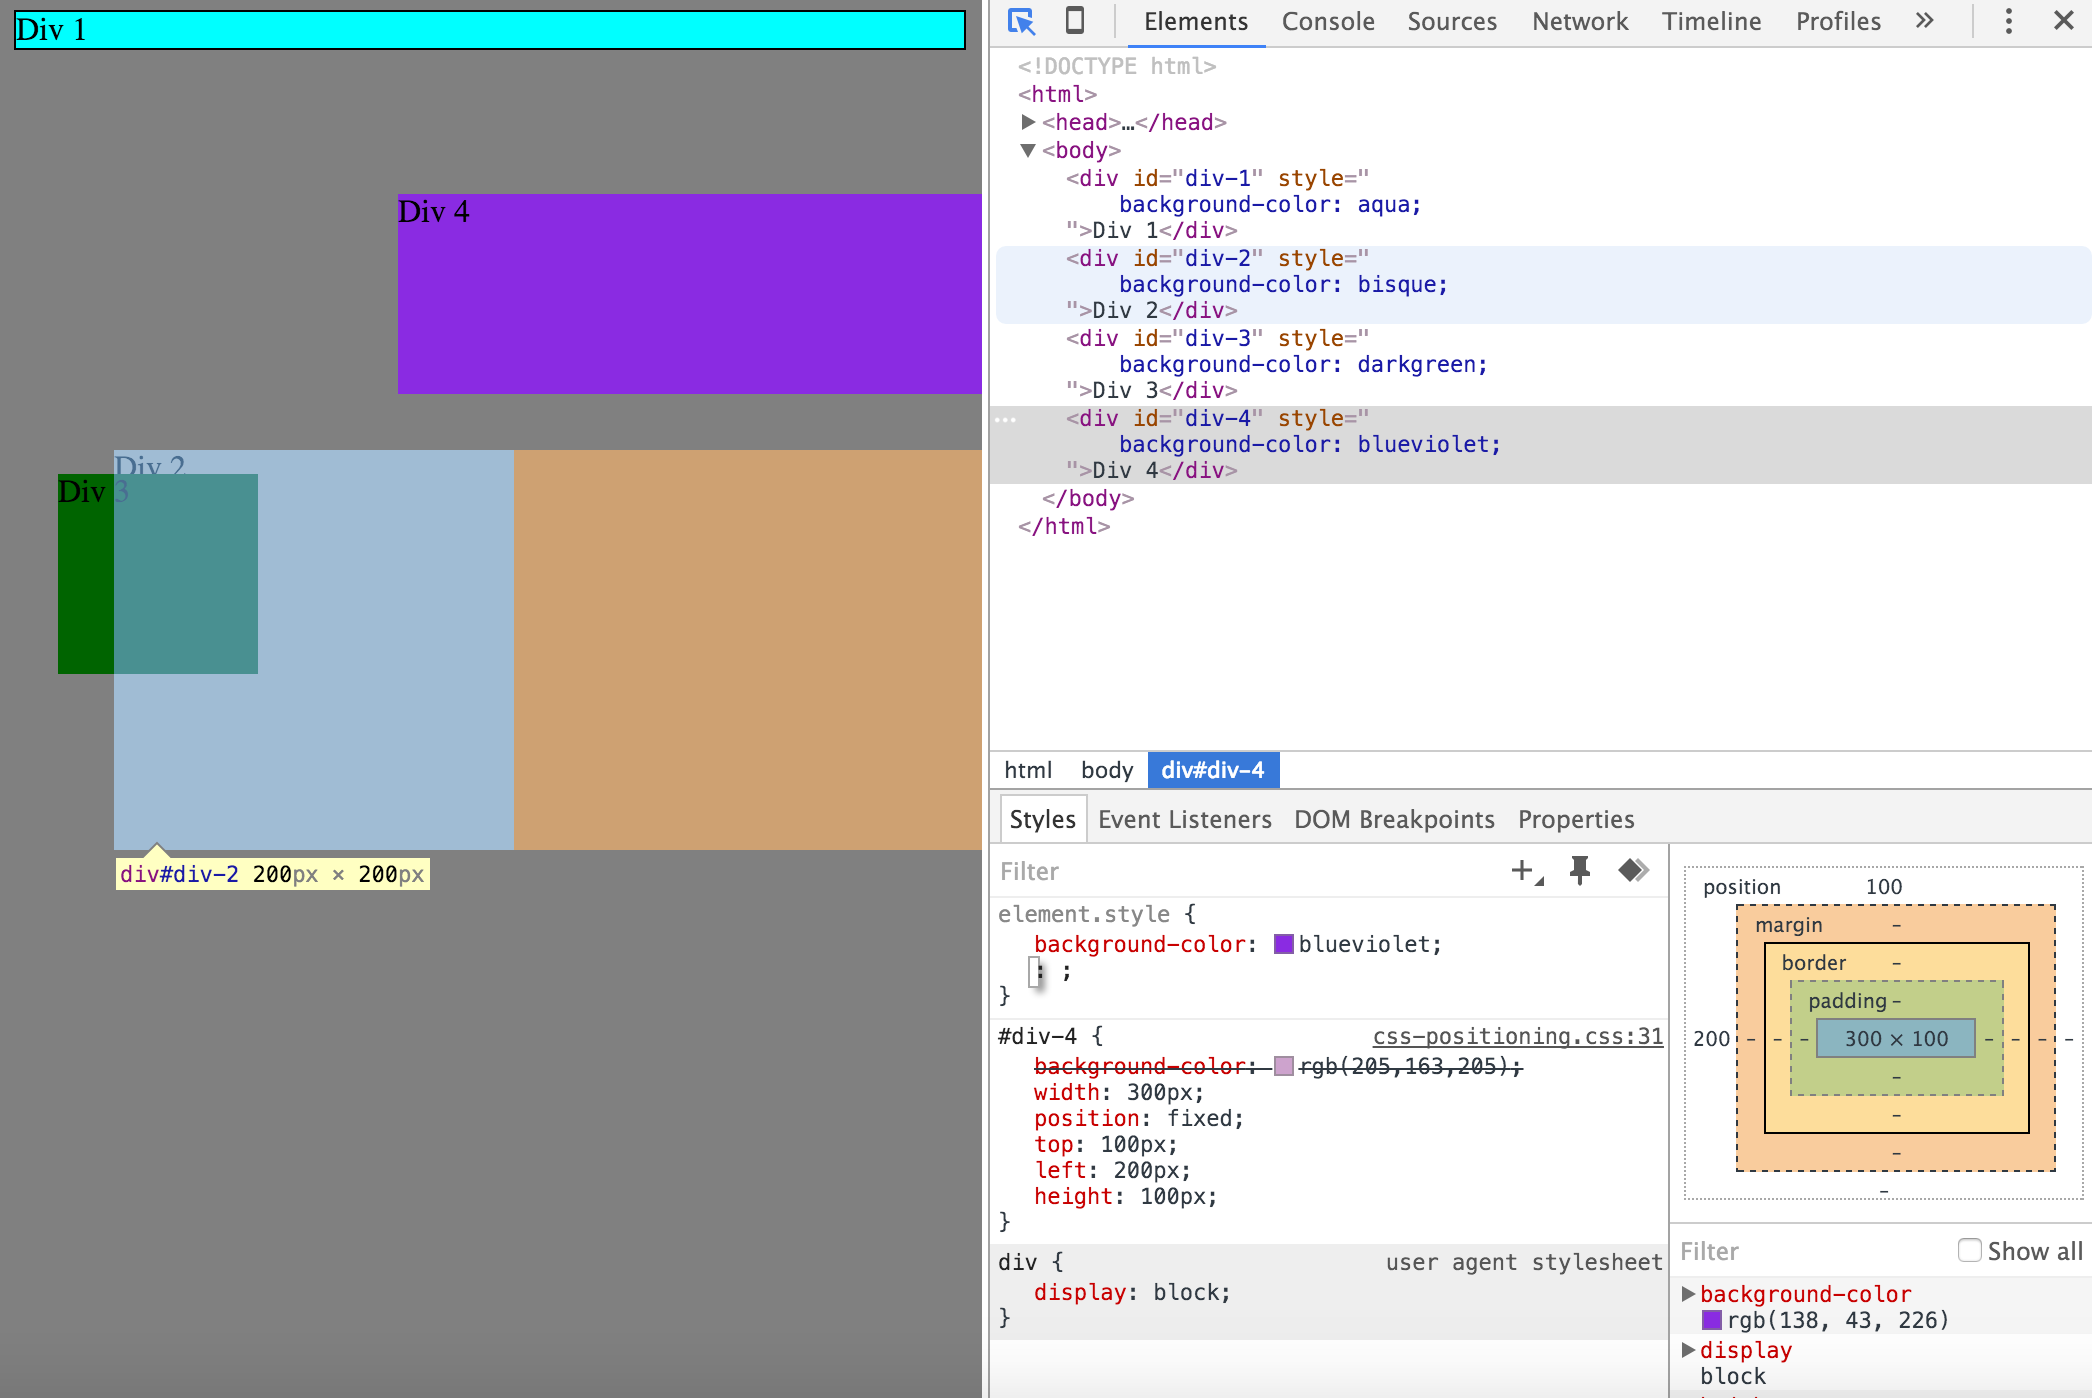 Div 1
Div 4
Div 2
Div 3
div#div-2 200px × 200px
Elements Console Sources Network Timeline Profiles »
<!DOCTYPE html>
<html>
▶<head>…</head>
▼<body>
<div id="div-1" style="
background-color: aqua;
">Div 1</div>
<div id="div-2" style="
background-color: bisque;
">Div 2</div>
<div id="div-3" style="
background-color: darkgreen;
">Div 3</div>
<div id="div-4" style="
background-color: blueviolet;
">Div 4</div>
</body>
</html>
html body div#div-4
Styles Event Listeners DOM Breakpoints Properties
Filter
element.style {
background-color: blueviolet;
: ;
}
#div-4 { css-positioning.css:31
background-color: rgb(205,163,205);
width: 300px;
position: fixed;
top: 100px;
left: 200px;
height: 100px;
}
div { user agent stylesheet
display: block;
}
position 100
margin -
border -
padding -
200 - - - 300 × 100 - - - -
-
-
-
-
Filter Show all
▶background-color
rgb(138, 43, 226)
▶display
block